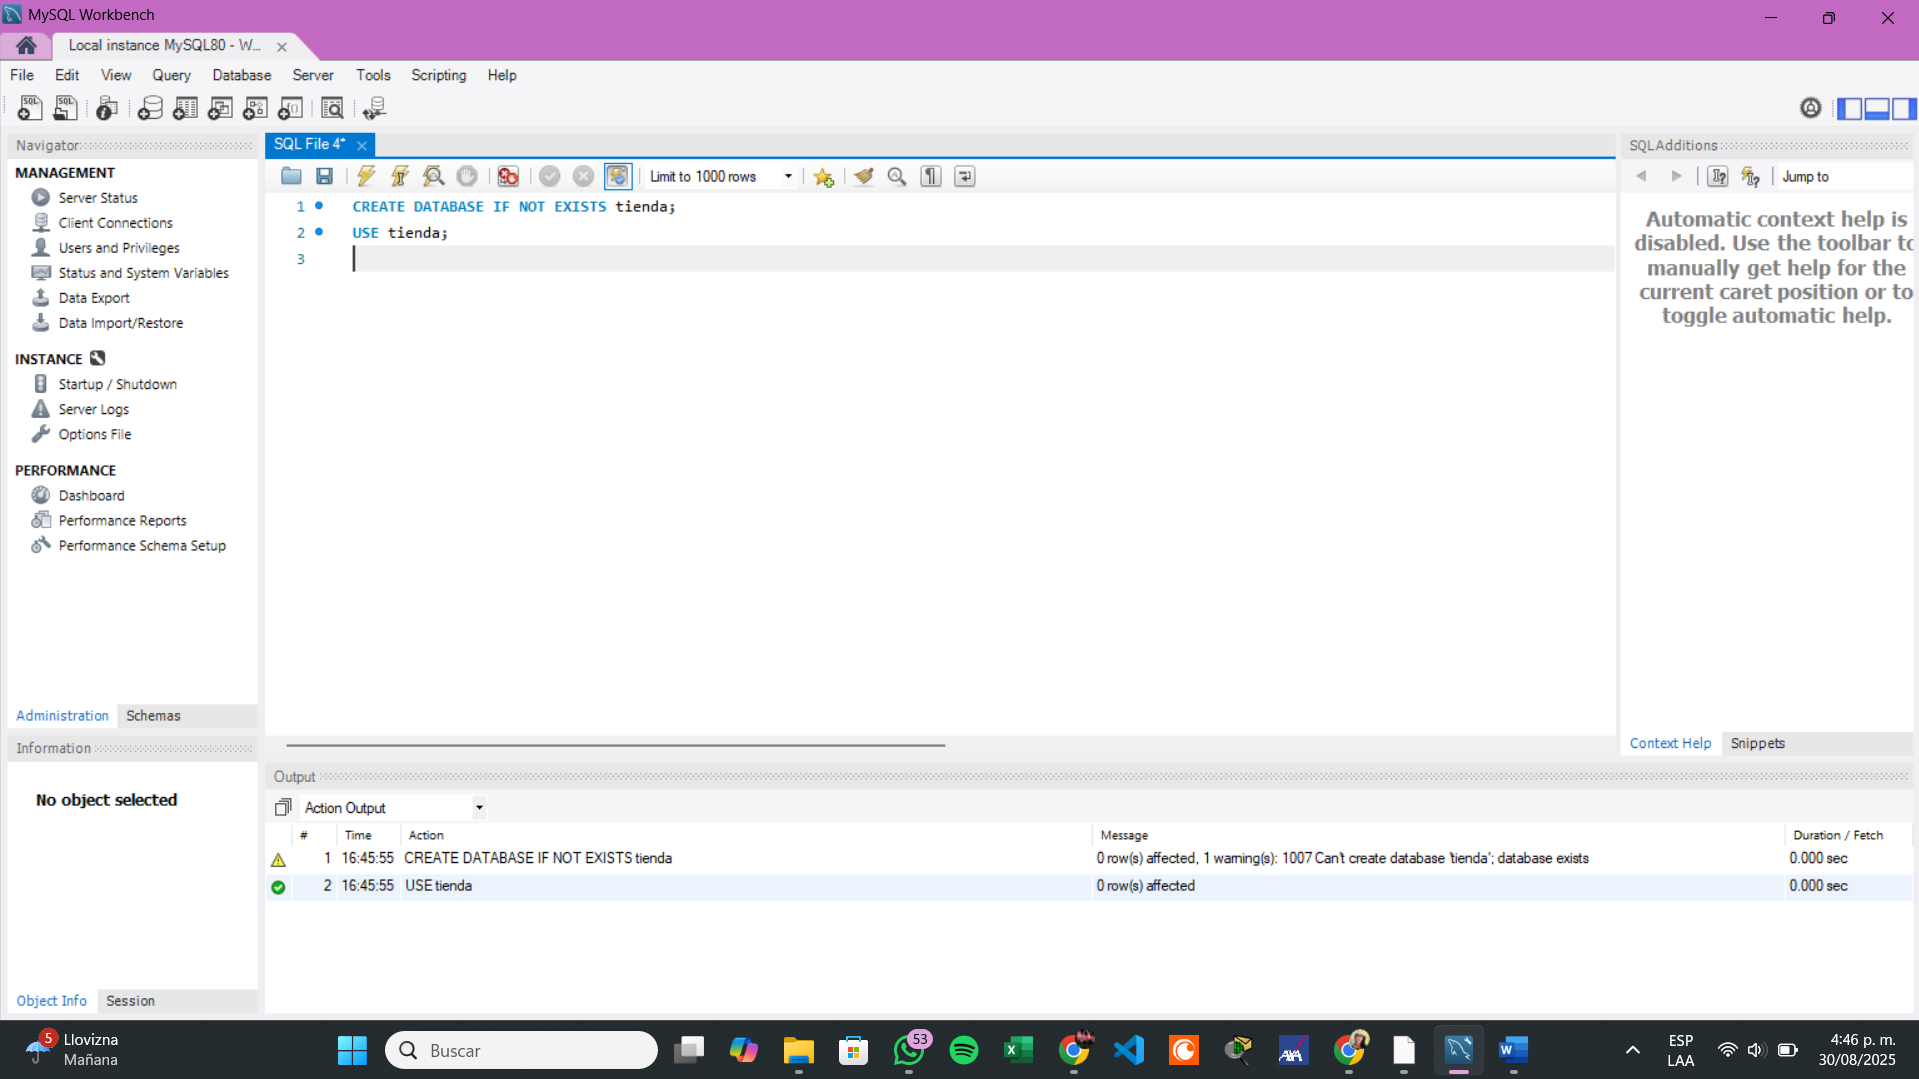 MySQL Workbench
Local instance MySQL80 - W...
File Edit View Query Database Server Tools Scripting Help
Navigator
MANAGEMENT
Server Status
Client Connections
Users and Privileges
Status and System Variables
Data Export
Data Import/Restore
INSTANCE
Startup / Shutdown
Server Logs
Options File
PERFORMANCE
Dashboard
Performance Reports
Performance Schema Setup
Administration Schemas
Information
No object selected
Object Info Session
SQL File 4*
Limit to 1000 rows
1 CREATE DATABASE IF NOT EXISTS tienda;
2 USE tienda;
3
SQLAdditions
Jump to
Automatic context help is
disabled. Use the toolbar to
manually get help for the
current caret position or to
toggle automatic help.
Context Help Snippets
Output
Action Output
# Time Action Message Duration / Fetch
1 16:45:55 CREATE DATABASE IF NOT EXISTS tienda 0 row(s) affected, 1 warning(s): 1007 Can't create database 'tienda'; database exists 0.000 sec
2 16:45:55 USE tienda 0 row(s) affected 0.000 sec
5
Llovizna
Mañana
Buscar
53
AXA
ESP
LAA
4:46 p. m.
30/08/2025